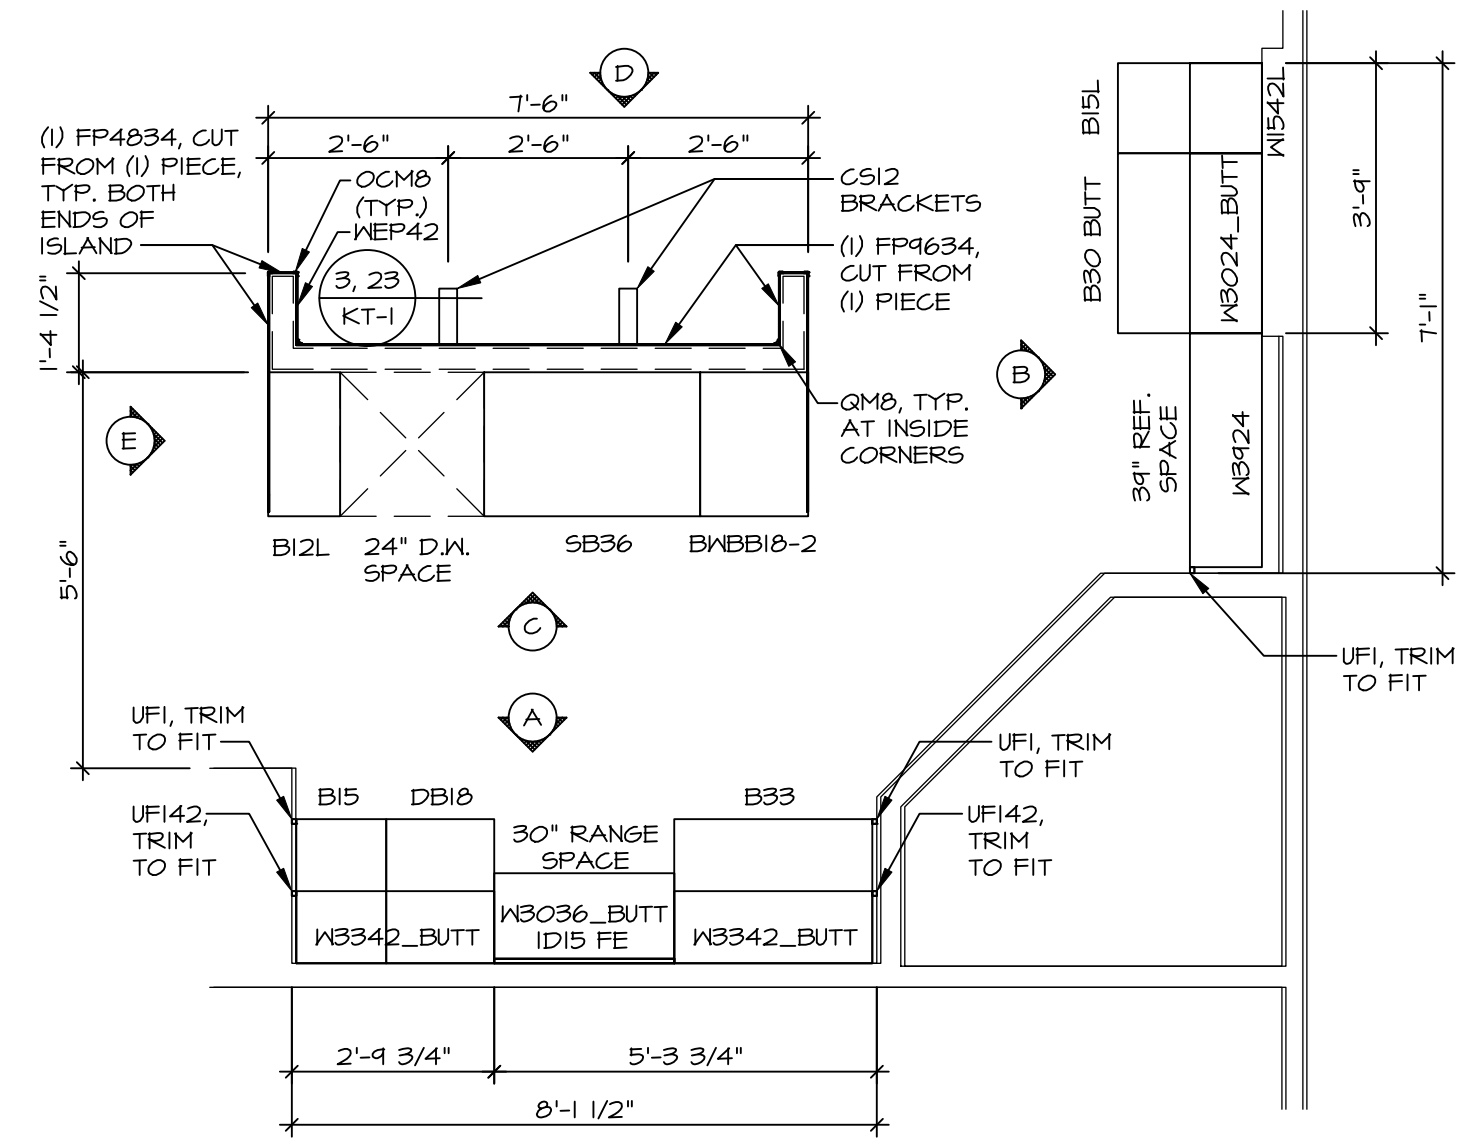 D
7'-6"
2'-6"
2'-6"
2'-6"
(1) FP4834, CUT
FROM (1) PIECE,
TYP. BOTH
ENDS OF
ISLAND
OCM8
(TYP.)
WEP42
CS12
BRACKETS
(1) FP9634,
CUT FROM
(1) PIECE
3, 23
KT-1
1'-4 1/2"
B15L
W1542L
B30 BUTT
W3024_BUTT
3'-9"
7'-1"
B
E
QM8, TYP.
AT INSIDE
CORNERS
39" REF.
SPACE
W3924
B12L
24" D.W.
SPACE
SB36
BWBB18-2
5'-6"
C
A
UF1, TRIM
TO FIT
UF1, TRIM
TO FIT
UF1, TRIM
TO FIT
B15
DB18
B33
UF142,
TRIM
TO FIT
30" RANGE
SPACE
UF142,
TRIM
TO FIT
W3342_BUTT
W3036_BUTT
1D15 FE
W3342_BUTT
2'-9 3/4"
5'-3 3/4"
8'-1 1/2"